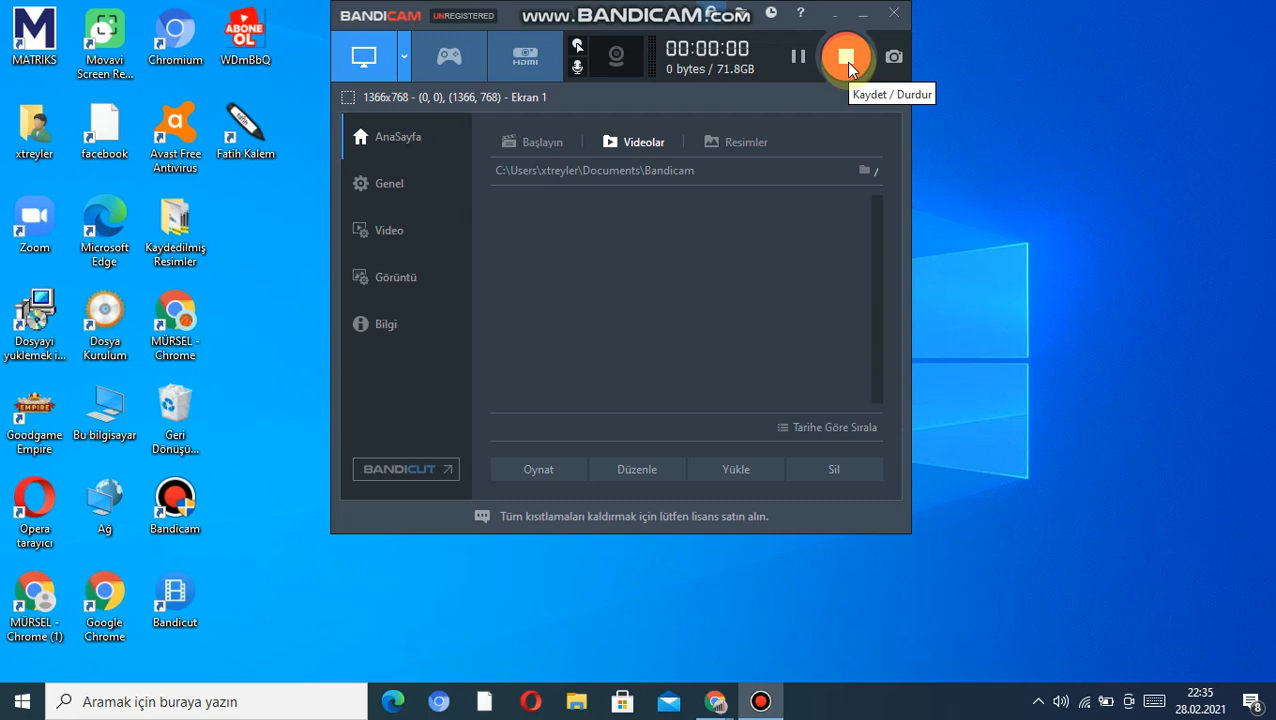 MATRIKS
Movavi
Screen Re...
Chromium
ABONE
OL
WDmBbQ
xtreyler
facebook
Avast Free
Antivirus
Fatih Kalem
Zoom
Microsoft
Edge
Kaydedilmiş
Resimler
Dosyayi
yuklemek i...
Dosya
Kurulum
MÜRSEL -
Chrome
EMPIRE
Goodgame
Empire
Bu bilgisayar
Geri
Dönüşü...
Opera
tarayıcı
Ağ
Bandicam
MÜRSEL -
Chrome (1)
Google
Chrome
Bandicut
BANDICAM UNREGISTERED
www.BANDICAM.com
HDMI
00:00:00
0 bytes / 71.8GB
Kaydet / Durdur
1366x768 - (0, 0), (1366, 768) - Ekran 1
AnaSayfa
Genel
Video
Görüntü
Bilgi
BANDICUT
Başlayın
Videolar
Resimler
C:\Users\xtreyler\Documents\Bandicam
Tarihe Göre Sırala
Oynat Düzenle Yükle Sil
Tüm kısıtlamaları kaldırmak için lütfen lisans satın alın.
Aramak için buraya yazın
22:35
28.02.2021
8